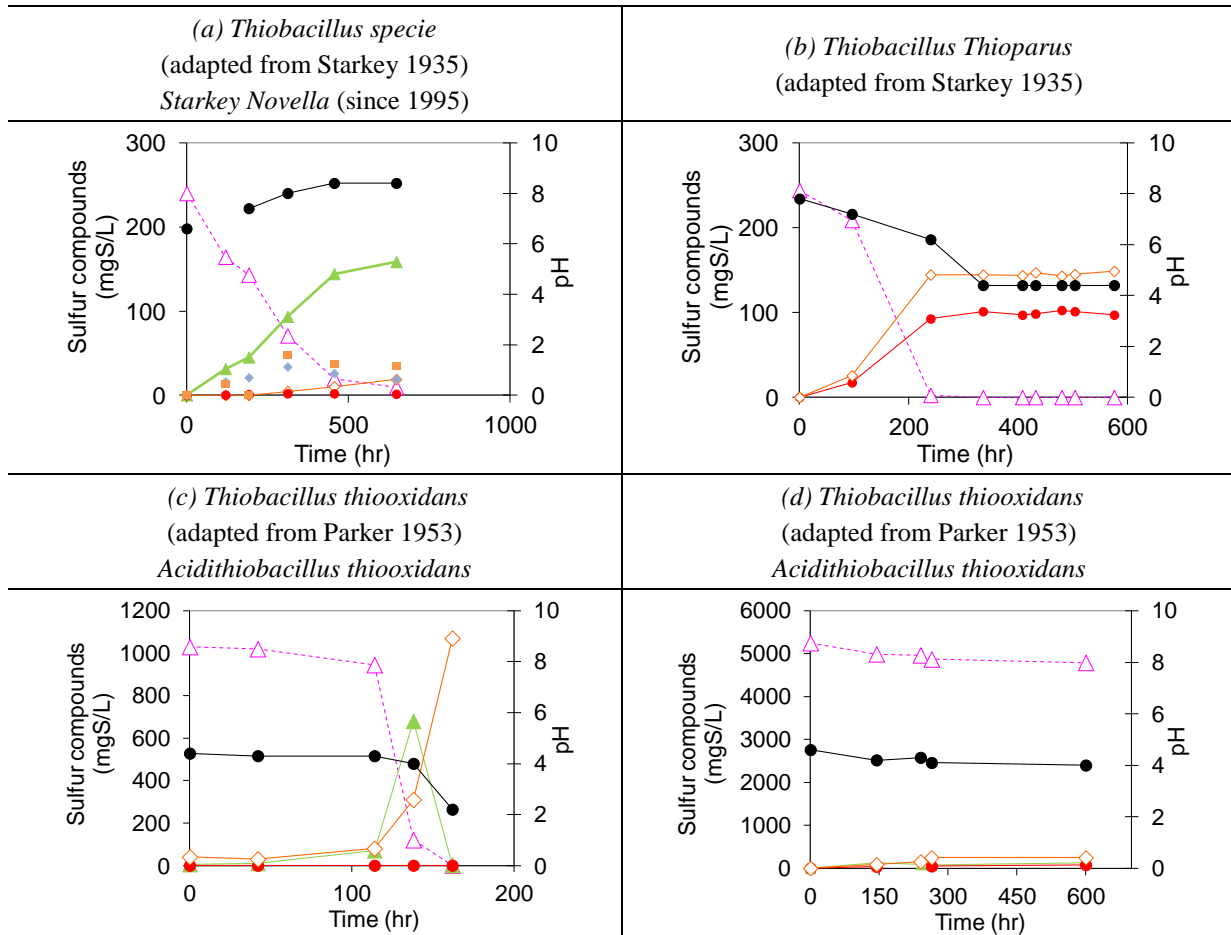 (a) Thiobacillus specie
(adapted from Starkey 1935)
Starkey Novella (since 1995)
(b) Thiobacillus Thioparus
(adapted from Starkey 1935)
300
200
100
0
Sulfur compounds
(mgS/L)
10
8
6
4
2
0
pH
0
500
1000
Time (hr)
300
200
100
0
Sulfur compounds
(mgS/L)
10
8
6
4
2
0
pH
0
200
400
600
Time (hr)
(c) Thiobacillus thiooxidans
(adapted from Parker 1953)
Acidithiobacillus thiooxidans
(d) Thiobacillus thiooxidans
(adapted from Parker 1953)
Acidithiobacillus thiooxidans
1200
1000
800
600
400
200
0
Sulfur compounds
(mgS/L)
10
8
6
4
2
0
pH
0
100
200
Time (hr)
6000
5000
4000
3000
2000
1000
0
Sulfur compounds
(mgS/L)
10
8
6
4
2
0
pH
0
150
300
450
600
Time (hr)